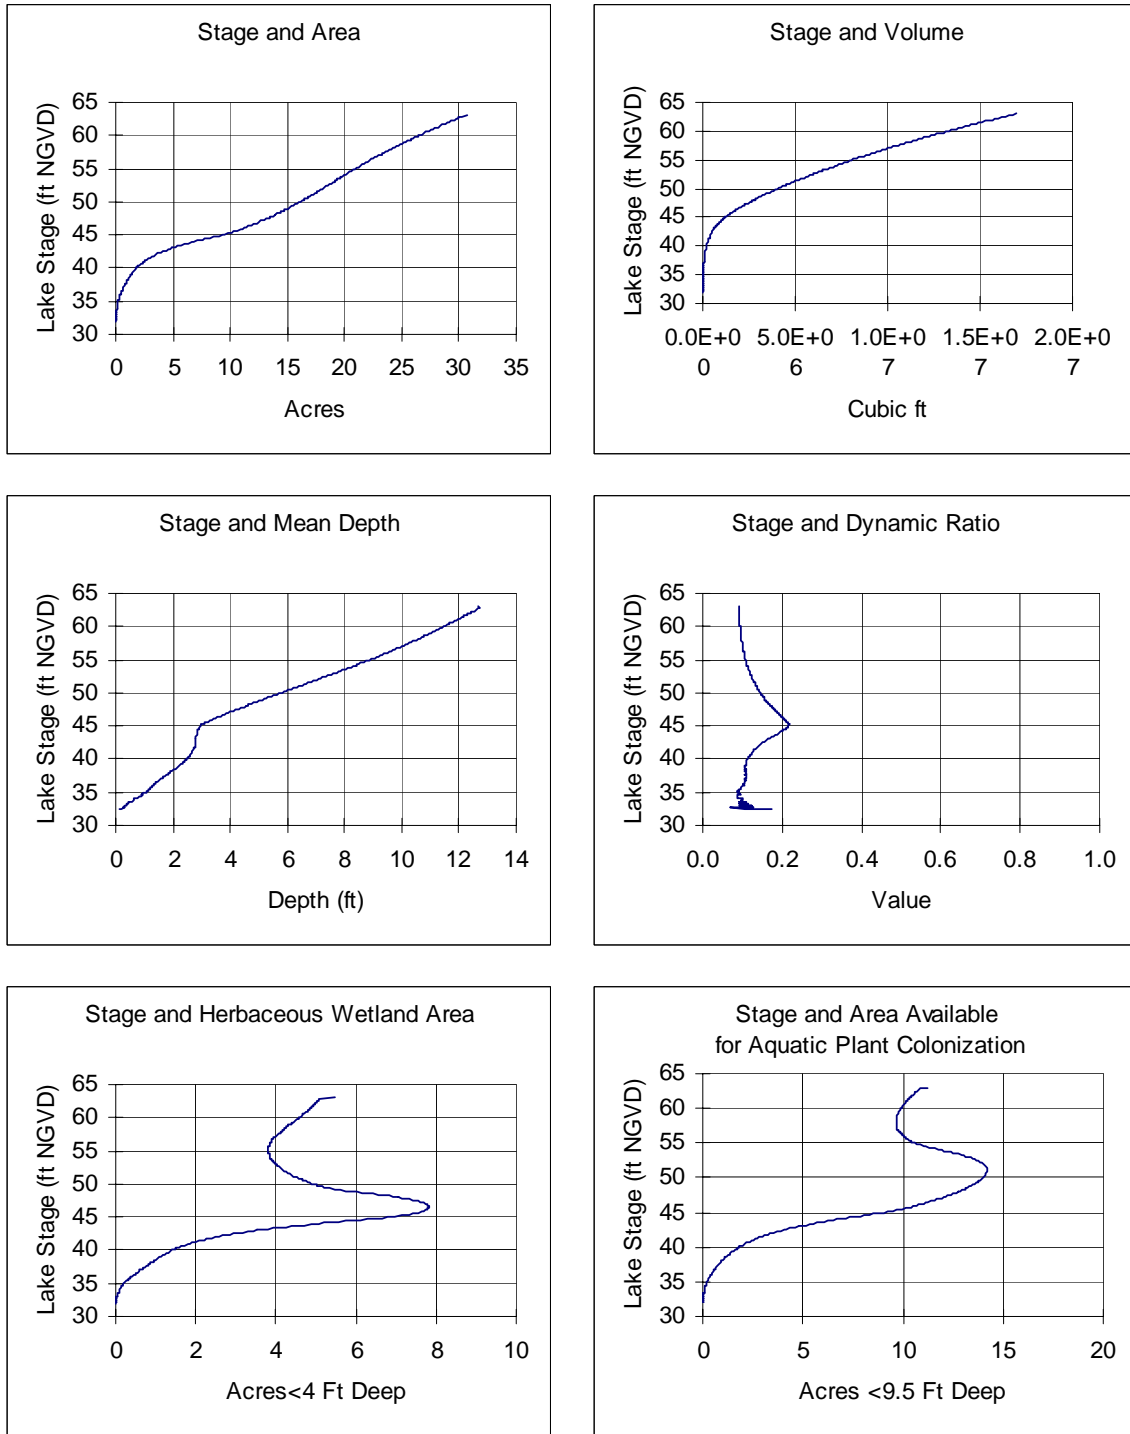 Stage and Area
Lake Stage (ft NGVD)
65
60
55
50
45
40
35
30
0 5 10 15 20 25 30 35
Acres
Stage and Volume
Lake Stage (ft NGVD)
65
60
55
50
45
40
35
30
0.0E+0 5.0E+0 1.0E+0 1.5E+0 2.0E+0
0 6 7 7 7
Cubic ft
Stage and Mean Depth
Lake Stage (ft NGVD)
65
60
55
50
45
40
35
30
0 2 4 6 8 10 12 14
Depth (ft)
Stage and Dynamic Ratio
Lake Stage (ft NGVD)
65
60
55
50
45
40
35
30
0.0 0.2 0.4 0.6 0.8 1.0
Value
Stage and Herbaceous Wetland Area
Lake Stage (ft NGVD)
65
60
55
50
45
40
35
30
0 2 4 6 8 10
Acres<4 Ft Deep
Stage and Area Available
for Aquatic Plant Colonization
Lake Stage (ft NGVD)
65
60
55
50
45
40
35
30
0 5 10 15 20
Acres <9.5 Ft Deep